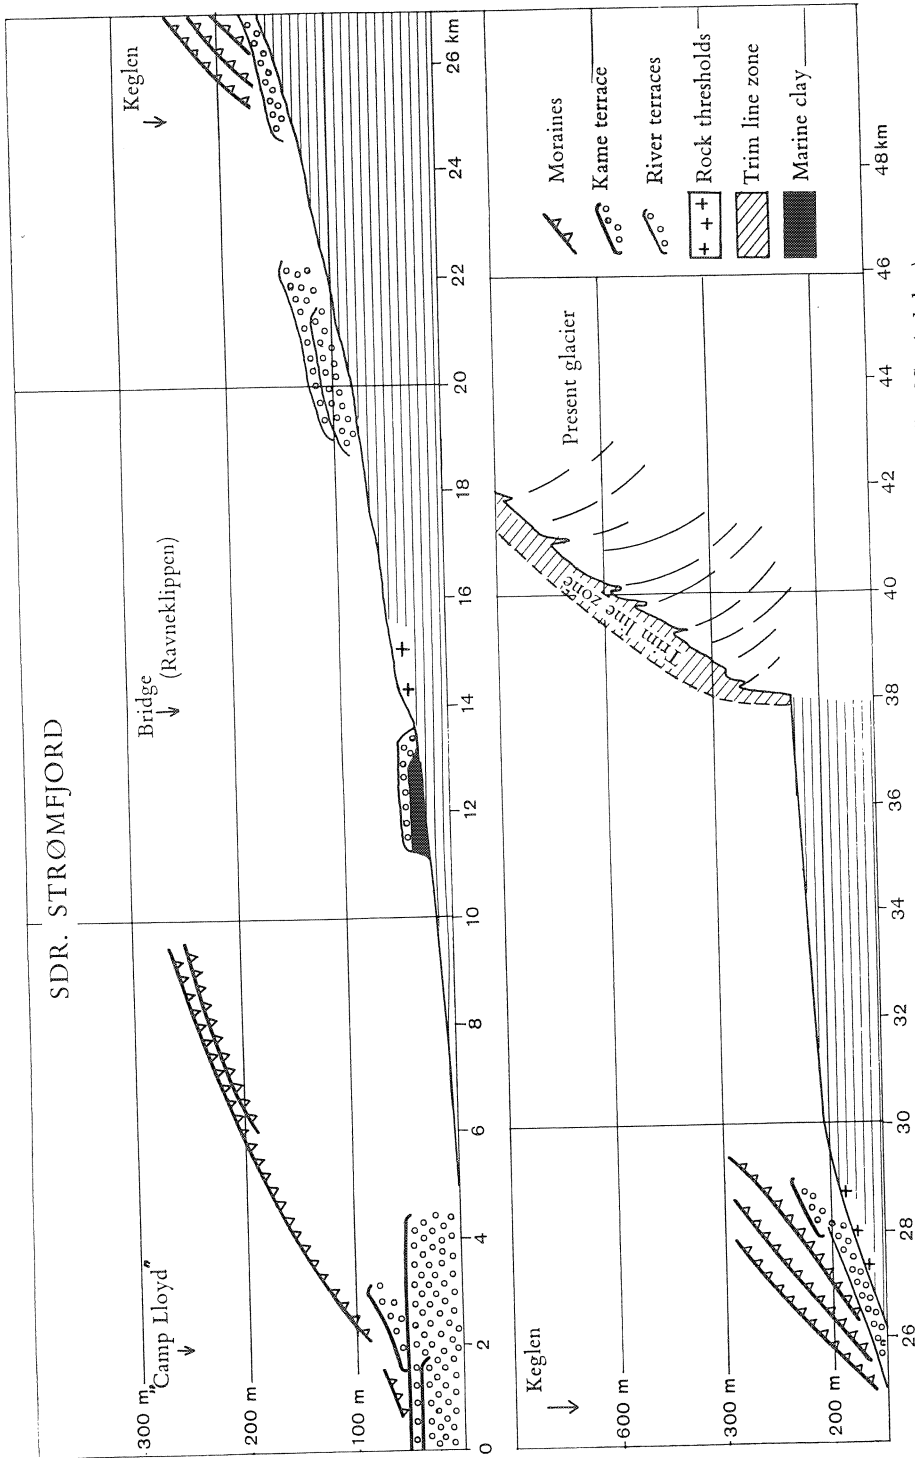 SDR. STRØMFJORD
"Camp Lloyd"
Bridge
(Ravneklippen)
Keglen
300 m
200 m
100 m
0
2
4
6
8
10
12
14
16
18
20
22
24
26 km
Keglen
Trim line zone
Present glacier
600 m
300 m
200 m
26
28
30
32
34
36
38
40
42
44
46
48km
Moraines
Kame terrace
River terraces
Rock thresholds
Trim line zone
Marine clay